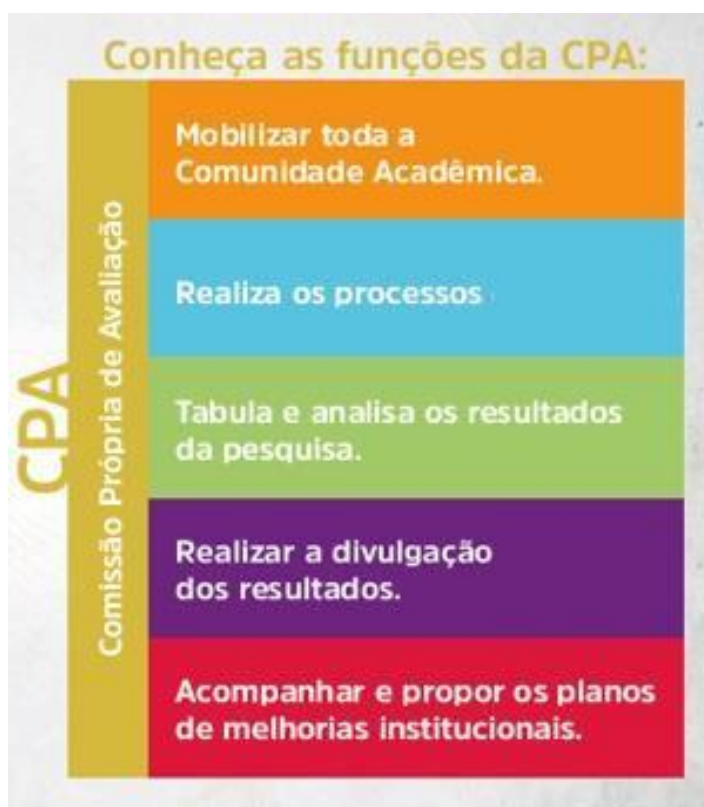 Conheça as funções da CPA:
CPA
Comissão Própria de Avaliação
Mobilizar toda a
Comunidade Acadêmica.
Realiza os processos
Tabula e analisa os resultados
da pesquisa.
Realizar a divulgação
dos resultados.
Acompanhar e propor os planos
de melhorias institucionais.